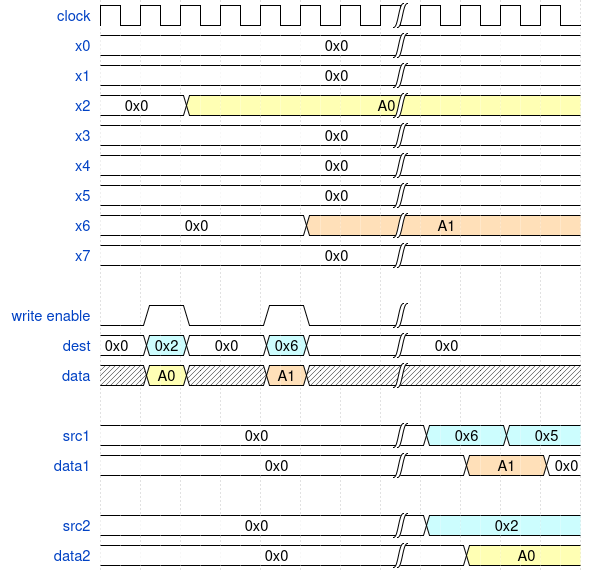 clock
x0 0x0
x1 0x0
x2 0x0 A0
x3 0x0
x4 0x0
x5 0x0
x6 0x0 A1
x7 0x0
write enable
dest 0x0 0x2 0x0 0x6 0x0
data A0 A1
src1 0x0 0x6 0x5
data1 0x0 A1 0x0
src2 0x0 0x2
data2 0x0 A0